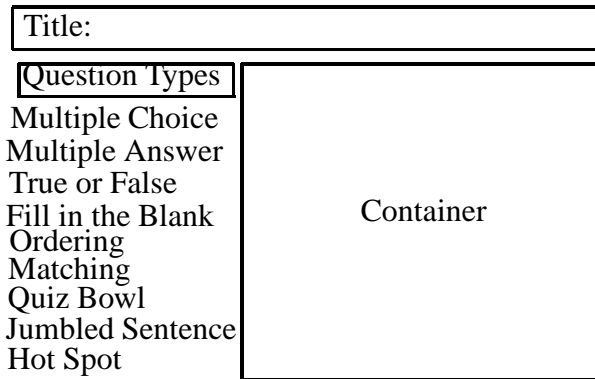 Title:
Question Types
Multiple Choice
Multiple Answer
True or False
Fill in the Blank
Container
Ordering
Matching
Quiz Bowl
Jumbled Sentence
Hot Spot